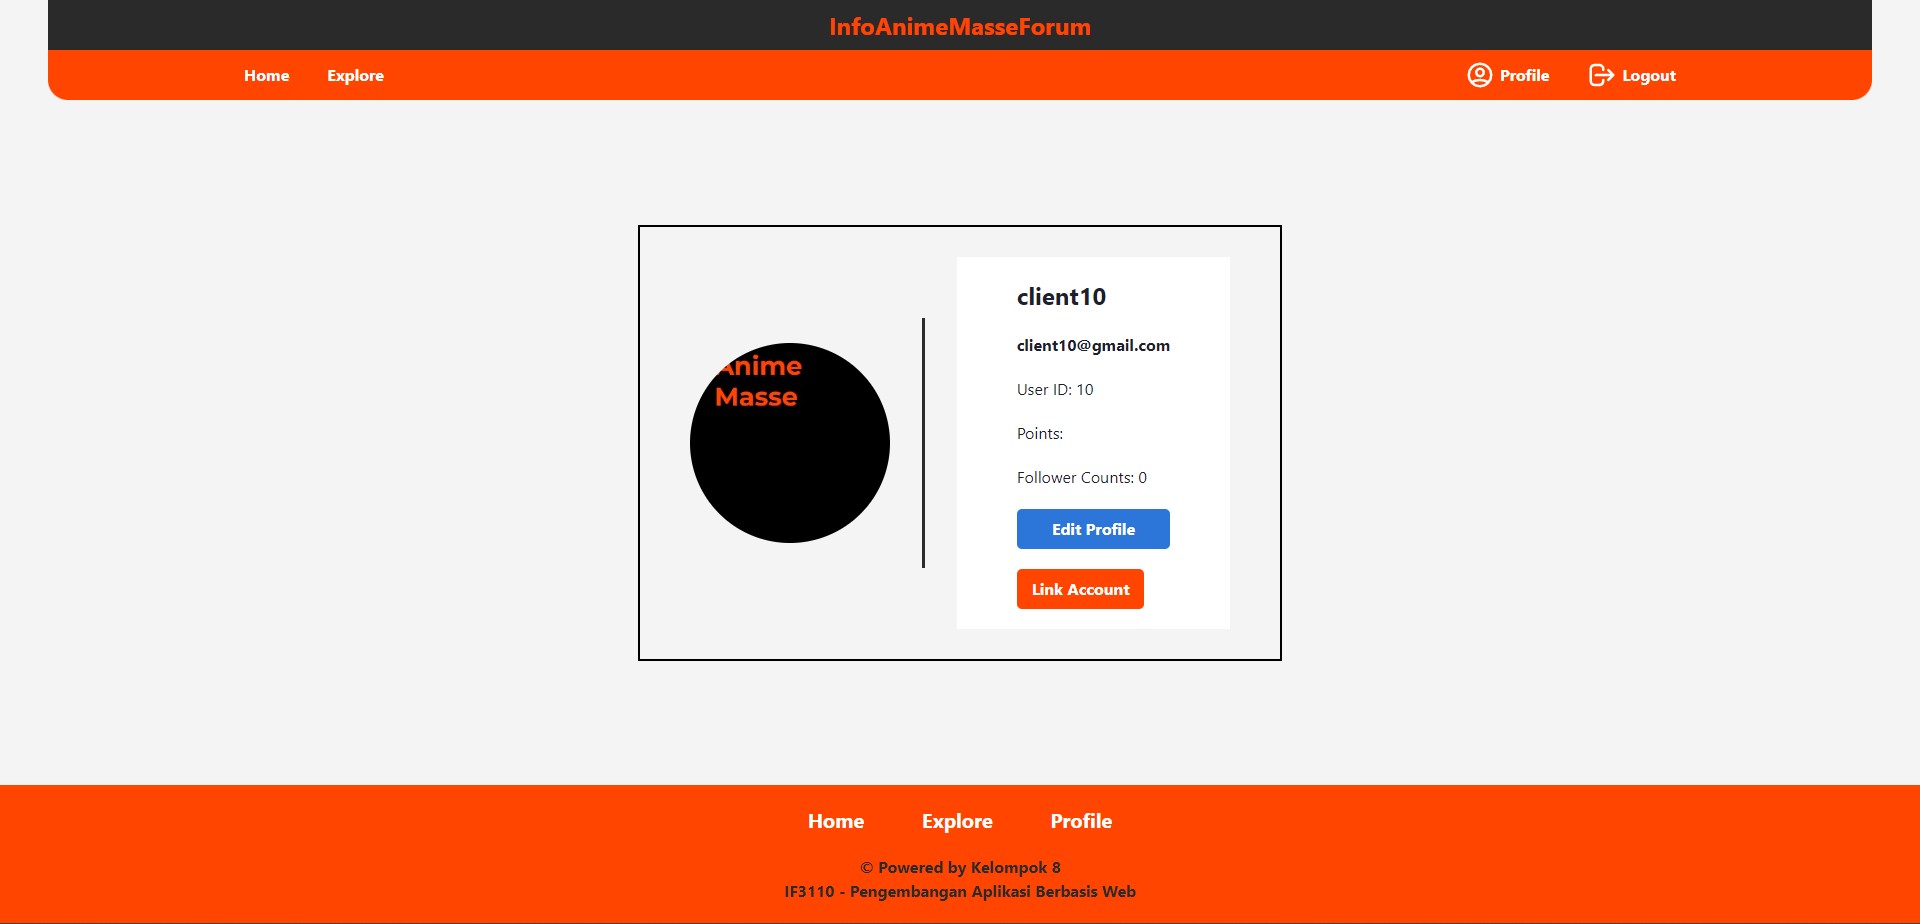 InfoAnimeMasseForum
Home Explore Profile Logout
Anime
Masse
client10
client10@gmail.com
User ID: 10
Points:
Follower Counts: 0
Edit Profile
Link Account
Home Explore Profile
© Powered by Kelompok 8
IF3110 - Pengembangan Aplikasi Berbasis Web